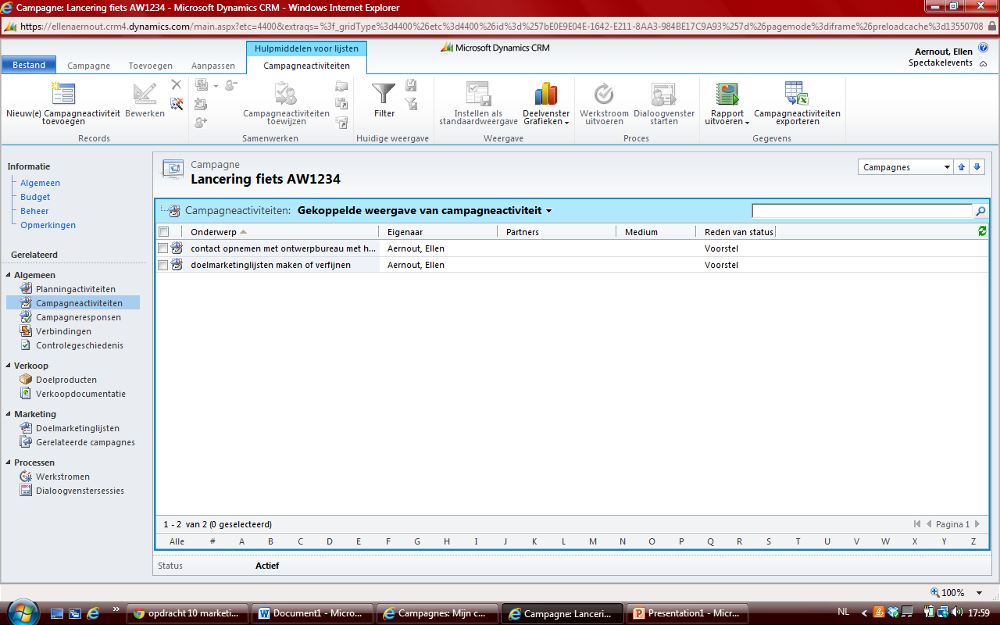 Campagne: Lancering fiets AW1234 - Microsoft Dynamics CRM - Windows Internet Explorer
https://ellenaernout.crm4.dynamics.com/main.aspx?etc=4400&extraqs=%3f_gridType%3d4400%26etc%3d4400%26id%3d%257bE0E9E04E-1642-E211-8AA3-984BE17C9A93%257d%26pagemode%3diframe%26preloadcache%3d13550708
Hulpmiddelen voor lijsten
Microsoft Dynamics CRM
Aernout, Ellen
Spectakelevents
Bestand Campagne Toevoegen Aanpassen Campagneactiviteiten
Nieuw(e) Campagneactiviteit toevoegen
Bewerken
Campagneactiviteiten toewijzen
Filter
Instellen als standaardweergave
Deelvenster Grafieken
Werkstroom uitvoeren
Dialoogvenster starten
Rapport uitvoeren
Campagneactiviteiten exporteren
Records Samenwerken Huidige weergave Weergave Proces Gegevens
Informatie
Algemeen
Budget
Beheer
Opmerkingen
Gerelateerd
Algemeen
Planningactiviteiten
Campagneactiviteiten
Campagneresponsen
Verbindingen
Controlegeschiedenis
Verkoop
Doelproducten
Verkoopdocumentatie
Marketing
Doelmarketinglijsten
Gerelateerde campagnes
Processen
Werkstromen
Dialoogvenstersessies
Campagne
Lancering fiets AW1234
Campagnes
Campagneactiviteiten: Gekoppelde weergave van campagneactiviteit
Onderwerp Eigenaar Partners Medium Reden van status
contact opnemen met ontwerpbureau met h... Aernout, Ellen Voorstel
doelmarketinglijsten maken of verfijnen Aernout, Ellen Voorstel
1 - 2 van 2 (0 geselecteerd) Pagina 1
Alle # A B C D E F G H I J K L M N O P Q R S T U V W X Y Z
Status Actief
100%
opdracht 10 marketi... Document1 - Micros... Campagnes: Mijn c... Campagne: Lanceri... Presentation1 - Micr... NL 17:59